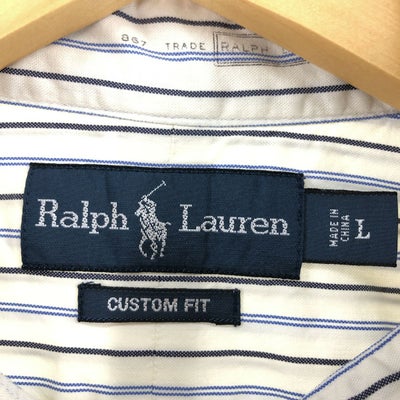 867 TRADE RALPH
Ralph Lauren
MADE IN
CHINA
L
CUSTOM FIT